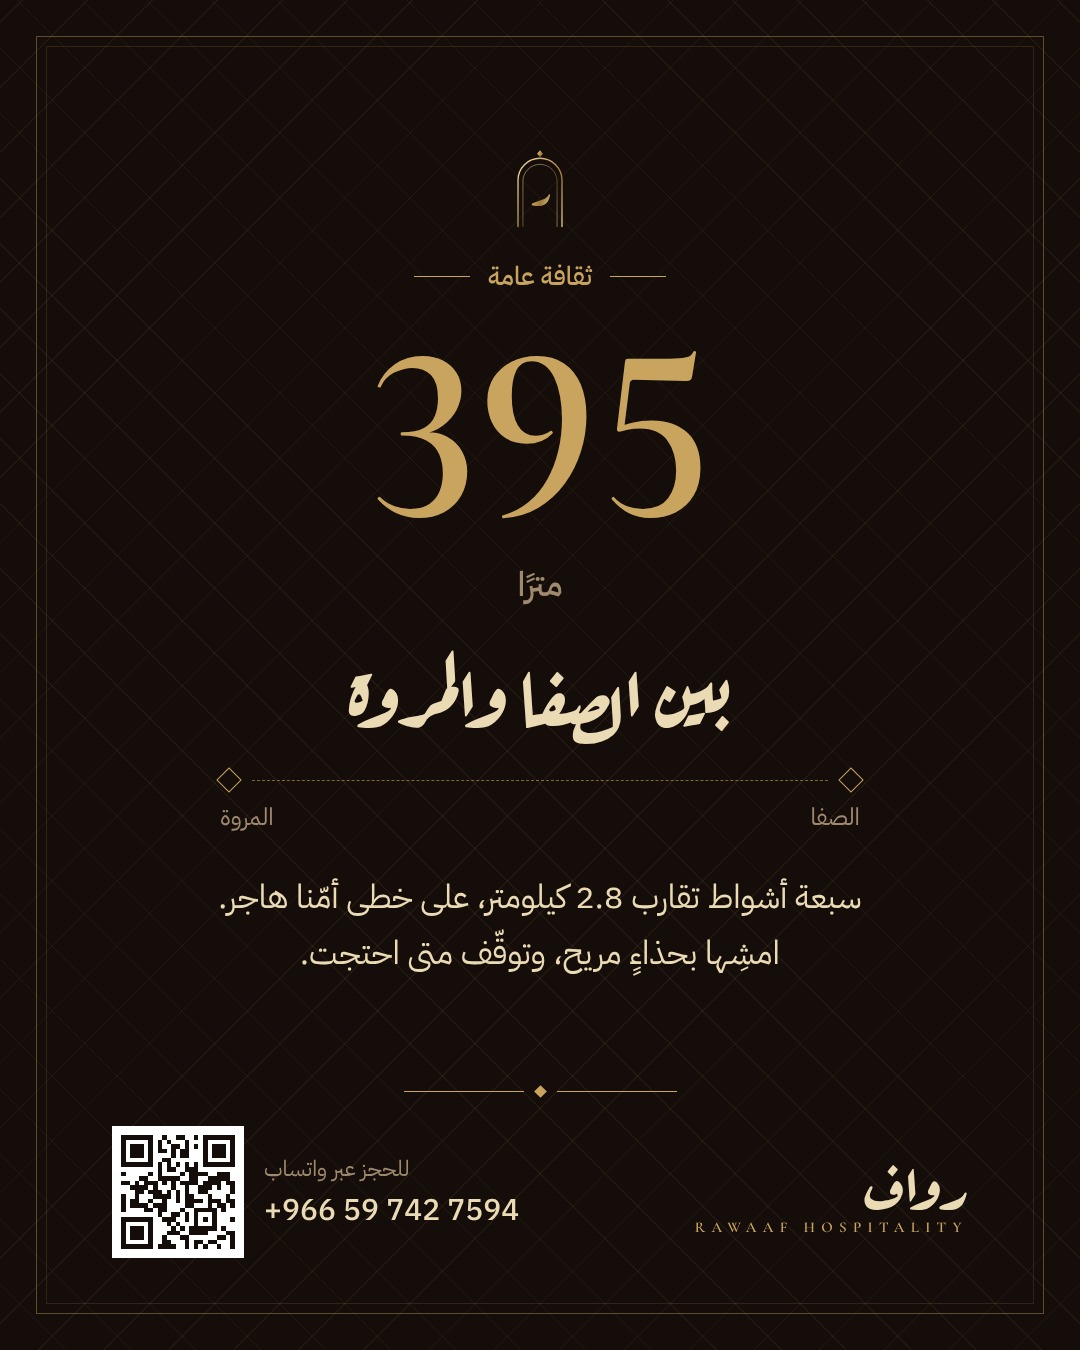 ر
ثقافة عامة
395
مترًا
بين الصفا والمروة
الصفا
المروة
سبعة أشواط تقارب 2.8 كيلومتر، على خطى أمّنا هاجر.
امشِها بحذاءٍ مريح، وتوقّف متى احتجت.
رواف
RAWAAF HOSPITALITY
للحجز عبر واتساب
+966 59 742 7594